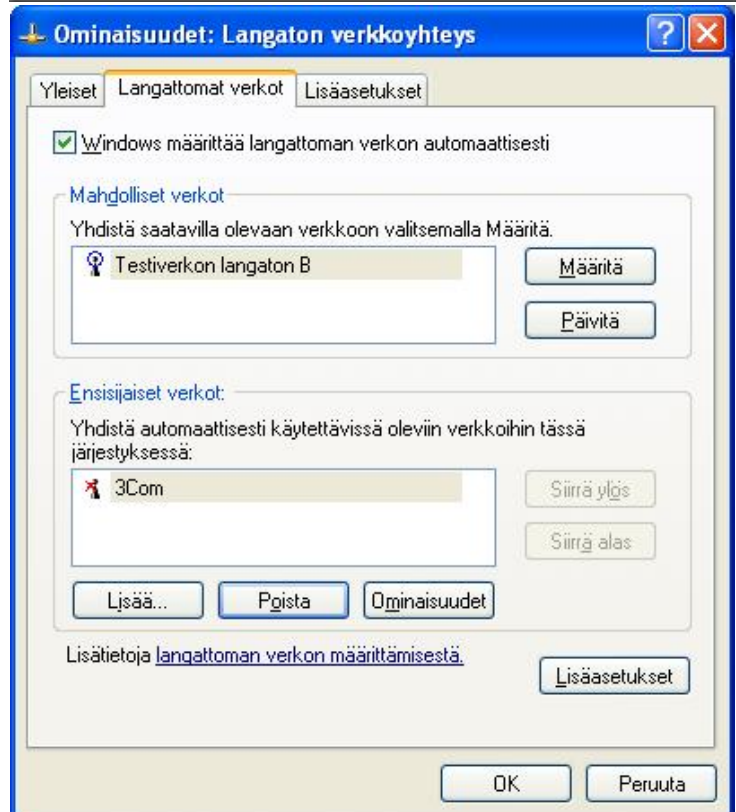 Ominaisuudet: Langaton verkkoyhteys
Yleiset Langattomat verkot Lisäasetukset
Windows määrittää langattoman verkon automaattisesti
Mahdolliset verkot
Yhdistä saatavilla olevaan verkkoon valitsemalla Määritä.
Testiverkon langaton B
Määritä
Päivitä
Ensisijaiset verkot:
Yhdistä automaattisesti käytettävissä oleviin verkkoihin tässä
järjestyksessä:
3Com
Siirrä ylös
Siirrä alas
Lisää... Poista Ominaisuudet
Lisätietoja langattoman verkon määrittämisestä.
Lisäasetukset
OK Peruuta